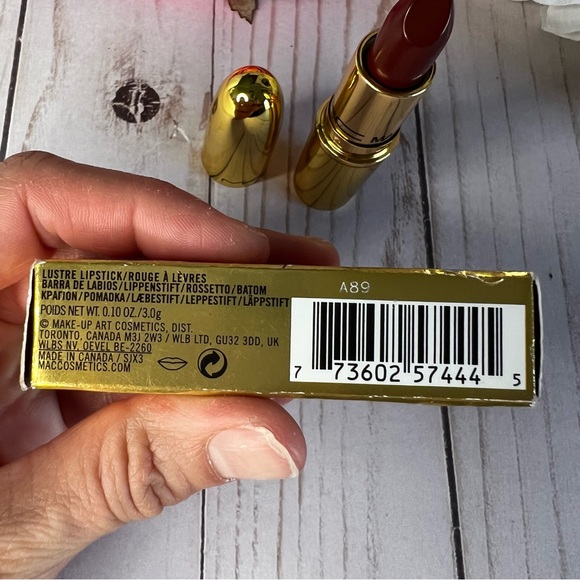 MAC
LUSTRE LIPSTICK/ROUGE À LÈVRES
BARRA DE LABIOS/LIPPENSTIFT/ROSSETTO/BATOM
ΚΡΑΓΙΟΝ/POMADKA/LÆBESTIFT/LEPPESTIFT/LÄPPSTIFT
POIDS NET WT. 0.10 OZ./3.0g
© MAKE-UP ART COSMETICS, DIST.
TORONTO, CANADA M3J 2W3 / WLB LTD, GU32 3DD, UK
WLBS NV. OEVEL BE-2260
MADE IN CANADA / SJX3
MACCOSMETICS.COM
A89
7 73602 57444 5